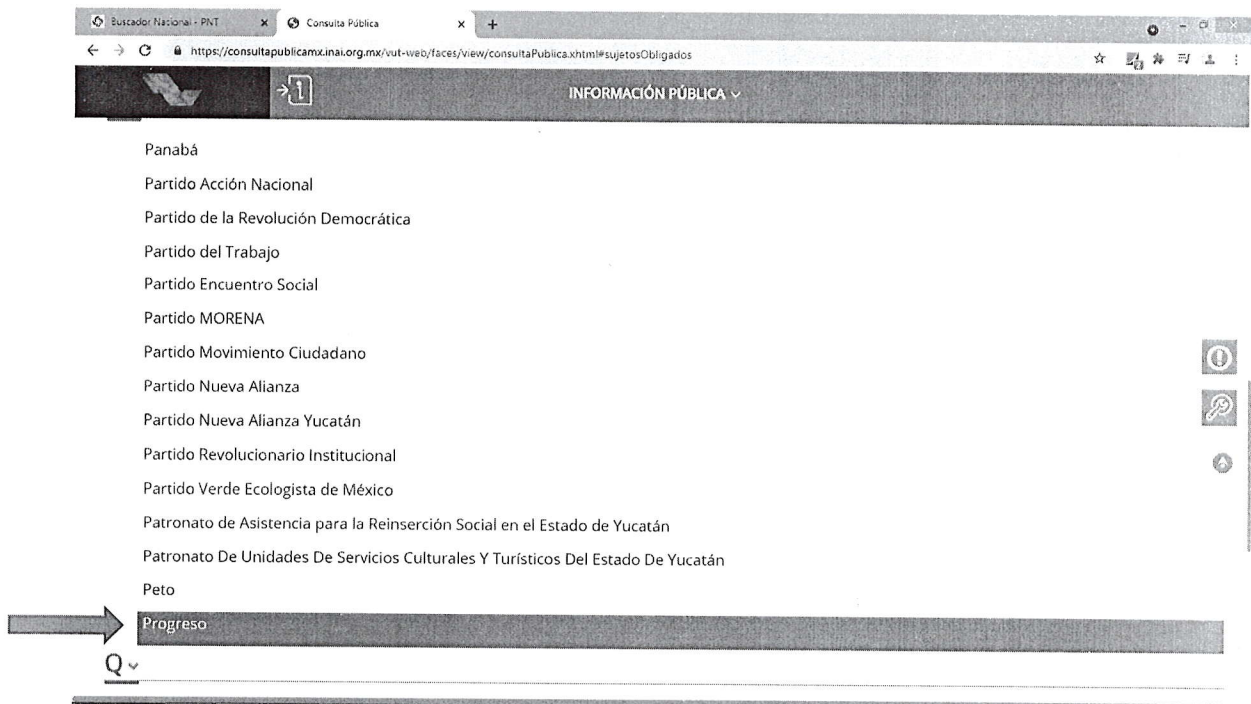 Buscador Nacional - PNT
Consulta Pública
https://consultapublicamx.inai.org.mx/vut-web/faces/view/consultaPublica.xhtml#sujetosObligados
INFORMACIÓN PÚBLICA
Panabá
Partido Acción Nacional
Partido de la Revolución Democrática
Partido del Trabajo
Partido Encuentro Social
Partido MORENA
Partido Movimiento Ciudadano
Partido Nueva Alianza
Partido Nueva Alianza Yucatán
Partido Revolucionario Institucional
Partido Verde Ecologista de México
Patronato de Asistencia para la Reinserción Social en el Estado de Yucatán
Patronato De Unidades De Servicios Culturales Y Turísticos Del Estado De Yucatán
Peto
Progreso
Q